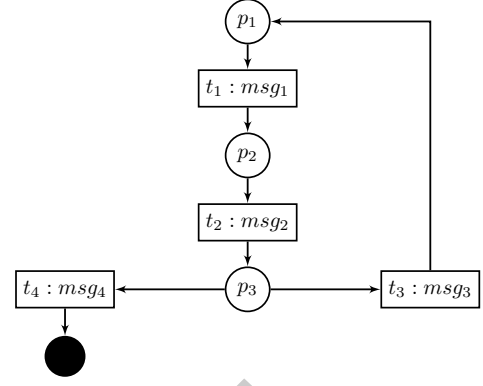 p₁
t₁ : msg₁
p₂
t₂ : msg₂
t₄ : msg₄
p₃
t₃ : msg₃